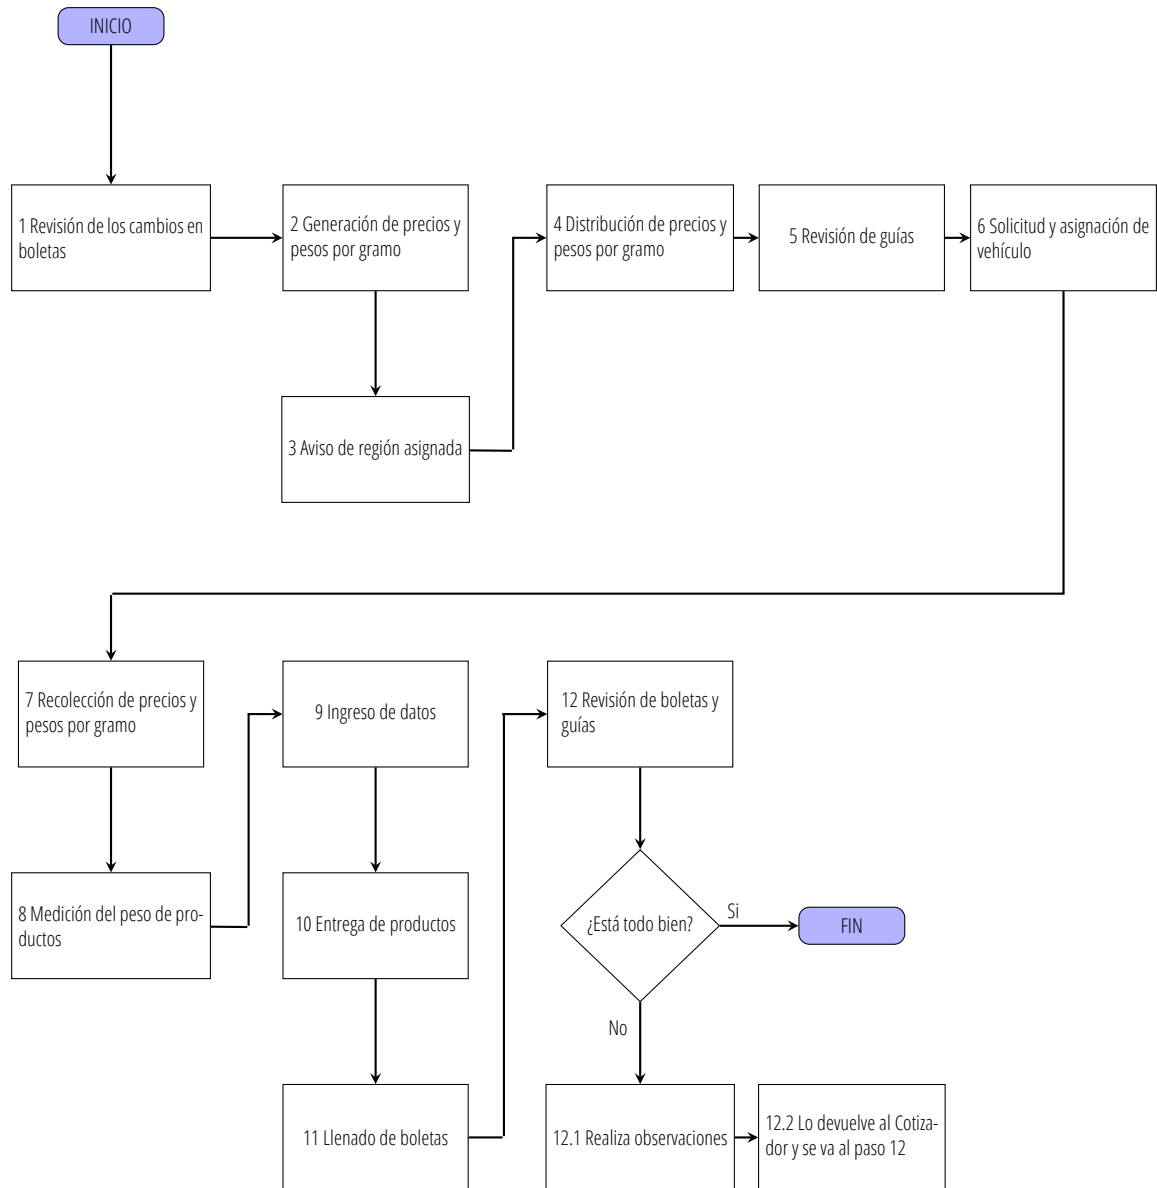 INICIO
1 Revisión de los cambios en
boletas
2 Generación de precios y
pesos por gramo
3 Aviso de región asignada
4 Distribución de precios y
pesos por gramo
5 Revisión de guías
6 Solicitud y asignación de
vehículo
7 Recolección de precios y
pesos por gramo
8 Medición del peso de pro-
ductos
9 Ingreso de datos
10 Entrega de productos
11 Llenado de boletas
12 Revisión de boletas y
guías
¿Está todo bien?
Si
FIN
No
12.1 Realiza observaciones
12.2 Lo devuelve al Cotiza-
dor y se va al paso 12